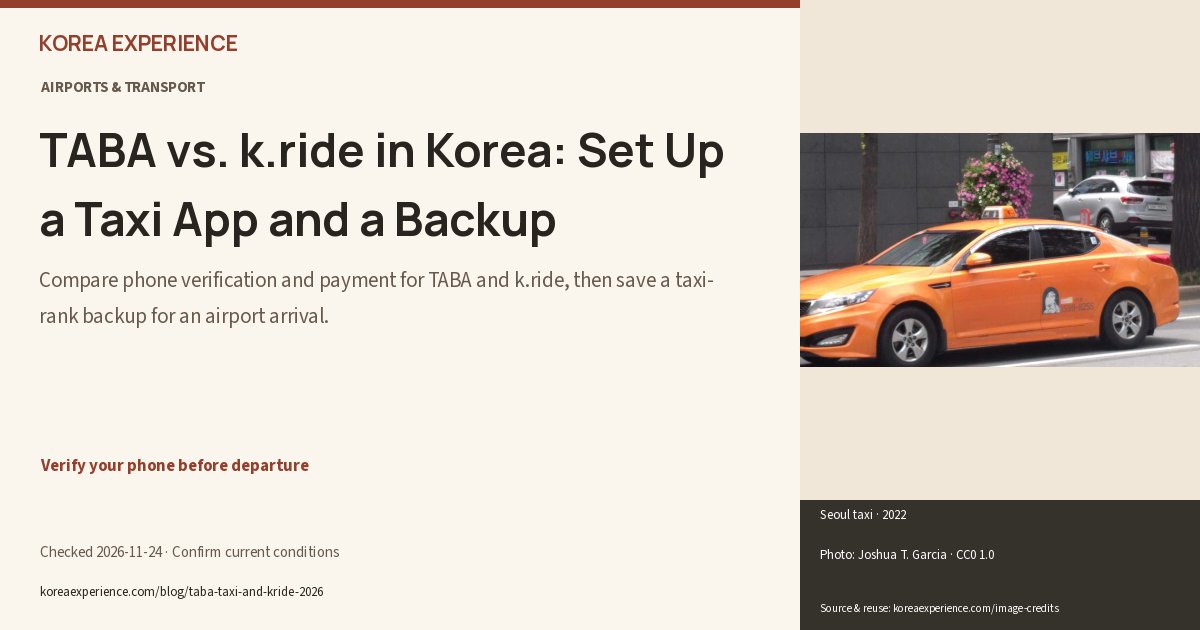 KOREA EXPERIENCE
AIRPORTS & TRANSPORT
TABA vs. k.ride in Korea: Set Up
a Taxi App and a Backup
Compare phone verification and payment for TABA and k.ride, then save a taxi-
rank backup for an airport arrival.
Verify your phone before departure
Checked 2026-11-24 · Confirm current conditions
koreaexperience.com/blog/taba-taxi-and-kride-2026
Seoul taxi · 2022
Photo: Joshua T. Garcia · CC0 1.0
Source & reuse: koreaexperience.com/image-credits